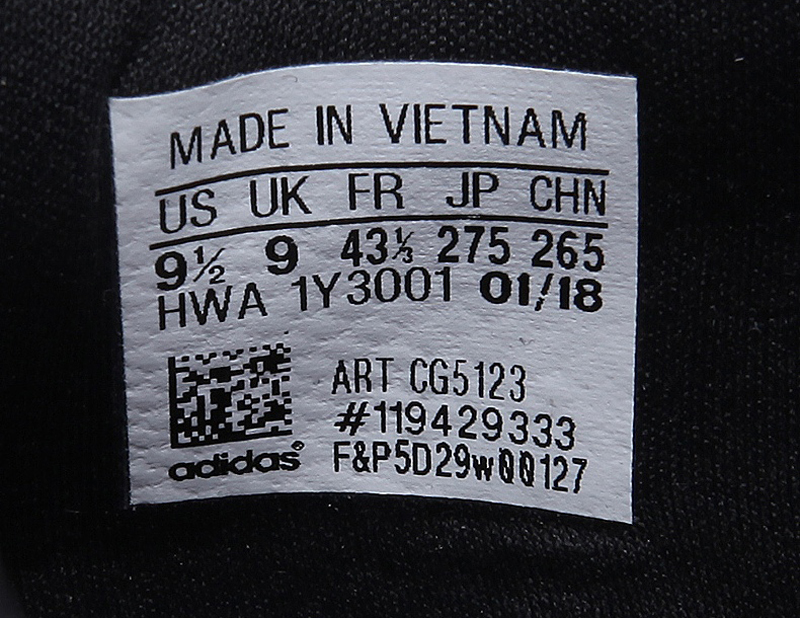 MADE IN VIETNAM
US UK FR JP CHN
9½ 9 43⅓ 275 265
HWA 1Y3001 01/18
ART CG5123
#119429333
adidas® F&P5D29w00127